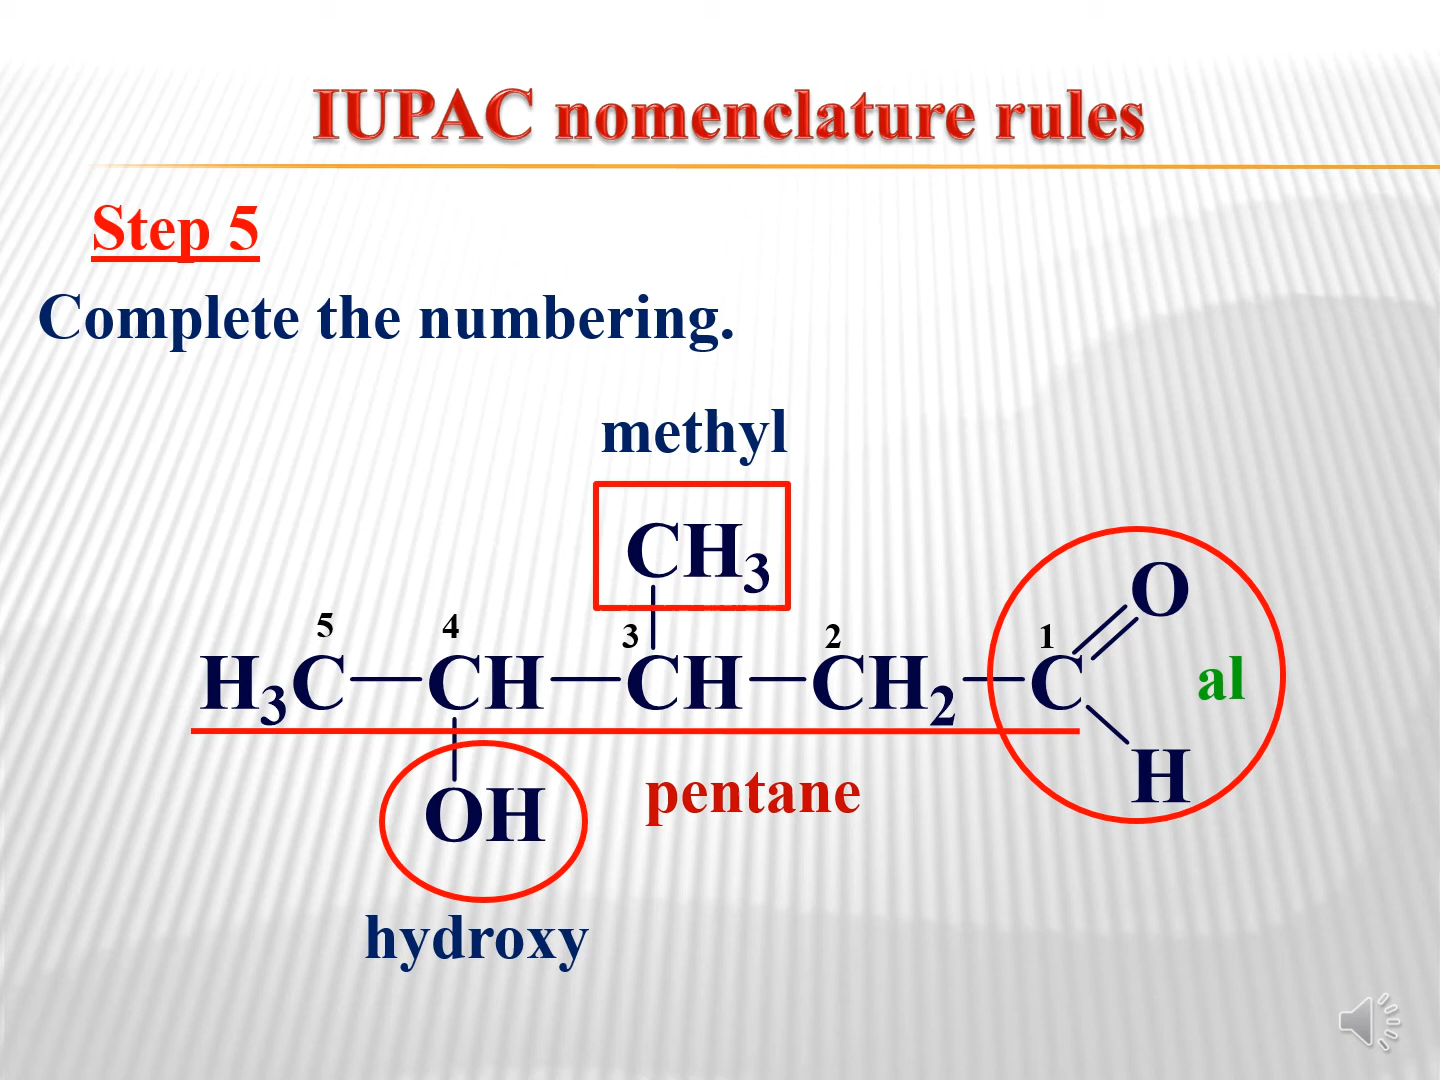 IUPAC nomenclature rules
Step 5
Complete the numbering.
methyl
CH3
O
5 4 3 2 1
H3C CH CH CH2 C al
H
OH
pentane
hydroxy